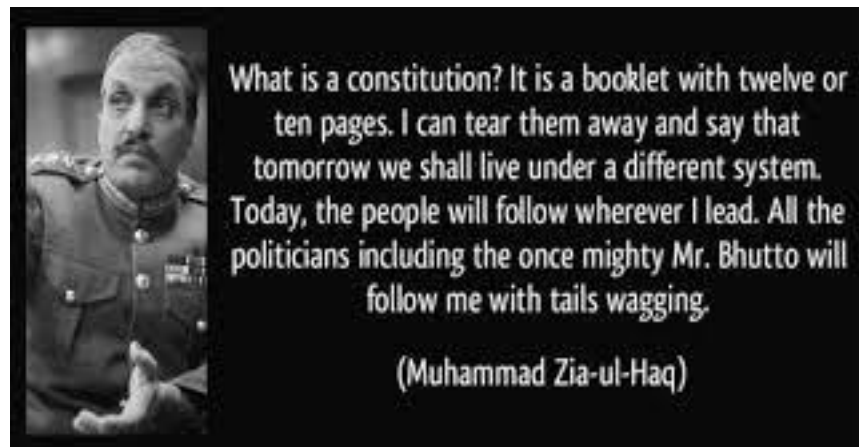 What is a constitution? It is a booklet with twelve or
ten pages. I can tear them away and say that
tomorrow we shall live under a different system.
Today, the people will follow wherever I lead. All the
politicians including the once mighty Mr. Bhutto will
follow me with tails wagging.
(Muhammad Zia-ul-Haq)